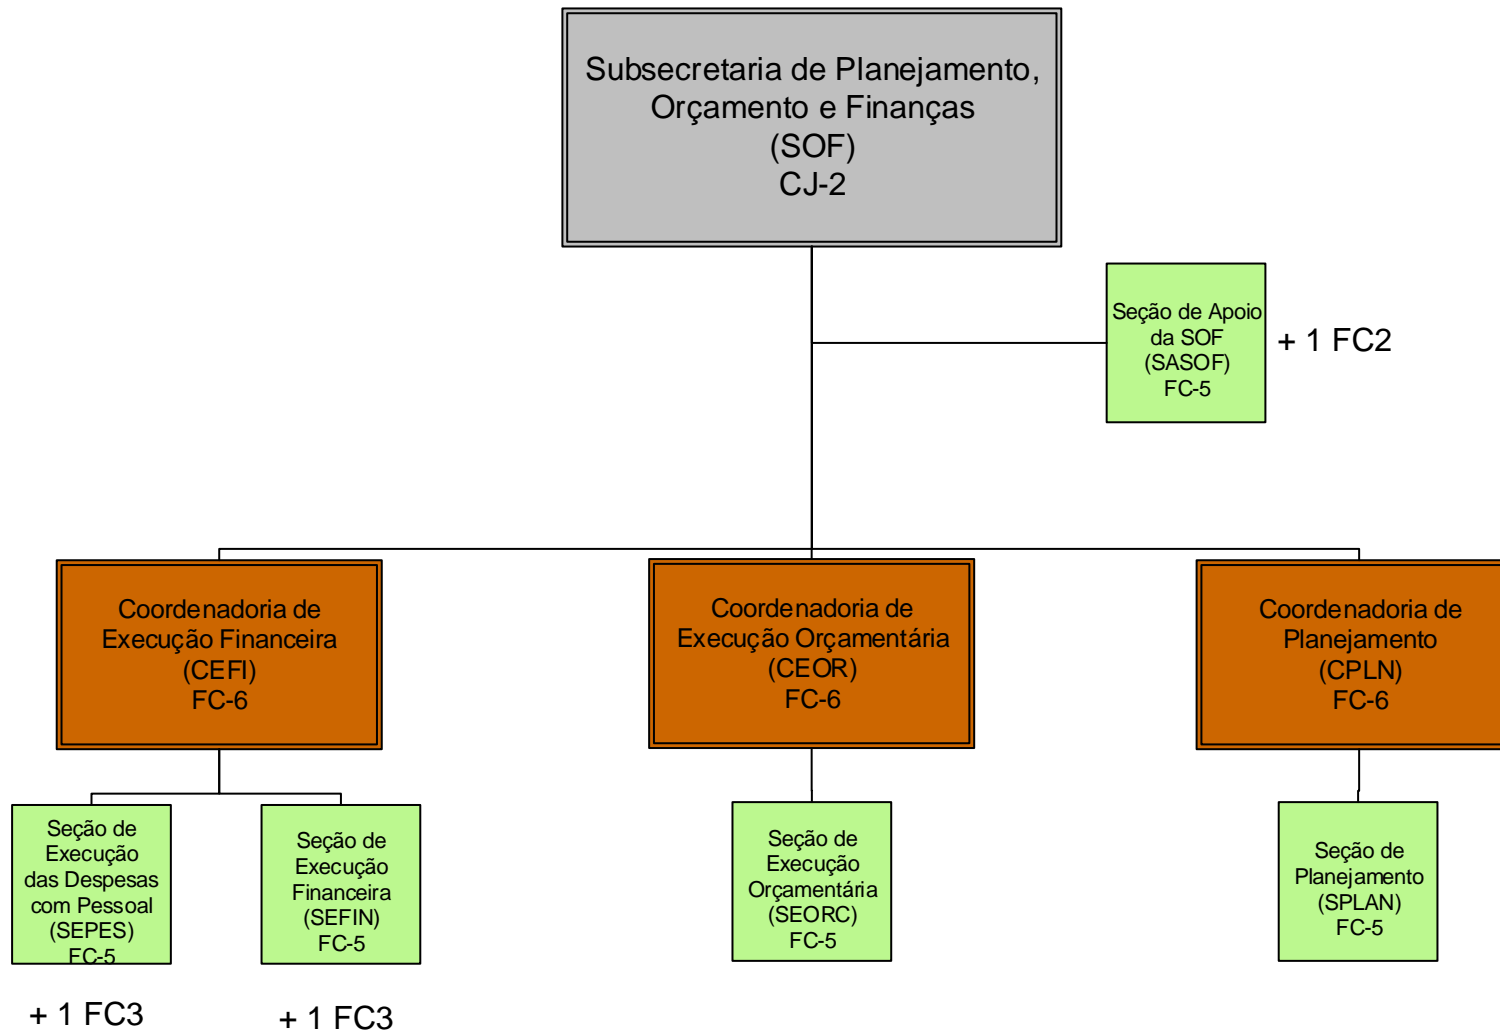 Subsecretaria de Planejamento,
Orçamento e Finanças
(SOF)
CJ-2
Seção de Apoio
da SOF
(SASOF)
FC-5
+ 1 FC2
Coordenadoria de
Execução Financeira
(CEFI)
FC-6
Coordenadoria de
Execução Orçamentária
(CEOR)
FC-6
Coordenadoria de
Planejamento
(CPLN)
FC-6
Seção de
Execução
das Despesas
com Pessoal
(SEPES)
FC-5
Seção de
Execução
Financeira
(SEFIN)
FC-5
Seção de
Execução
Orçamentária
(SEORC)
FC-5
Seção de
Planejamento
(SPLAN)
FC-5
+ 1 FC3
+ 1 FC3